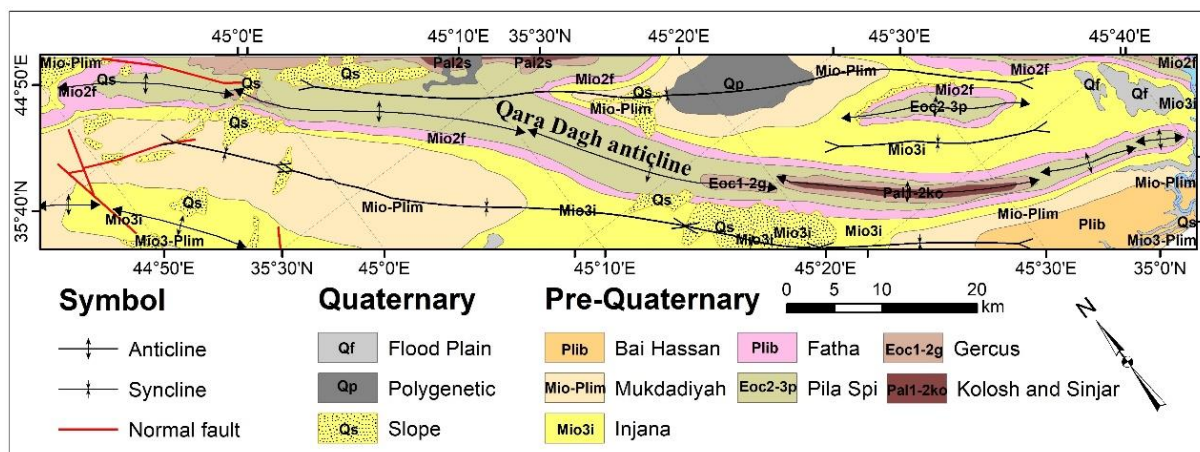 45°0'E 45°10'E 35°30'N 45°20'E 45°30'E 45°40'E
44°50'E
35°40'N
Mio-Plim Qs Pal2s Pal2s Mio-Plim Mio2f Mio2f
Qs Qs Qf
Mio2f Mio2f Qs Qp Mio2f Qf
Mio-Plim Eoc2-3p Mio3i
Qs Mio2f
Qara Dagh anticline
Mio3i
Eoc1-2g Pal1-2ko Mio-Plim
Qs Mio-Plim Mio3i Qs Mio-Plim Plib Qs
Mio3i Mio3i Mio3i Mio3i
Mio3-Plim Mio3-Plim
44°50'E 35°30'N 45°0'E 45°10'E 45°20'E 45°30'E 35°0'N
Symbol
Anticline
Syncline
Normal fault
Quaternary
Qf Flood Plain
Qp Polygenetic
Qs Slope
Pre-Quaternary
Plib Bai Hassan
Mio-Plim Mukdadiyah
Mio3i Injana
Plib Fatha
Eoc2-3p Pila Spi
Eoc1-2g Gercus
Pal1-2ko Kolosh and Sinjar
0 5 10 20
km
N